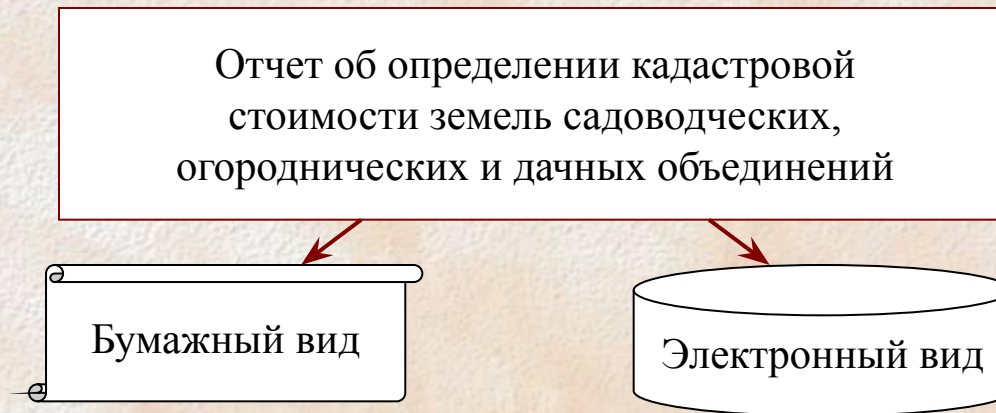 Отчет об определении кадастровой
стоимости земель садоводческих,
огороднических и дачных объединений
Бумажный вид
Электронный вид